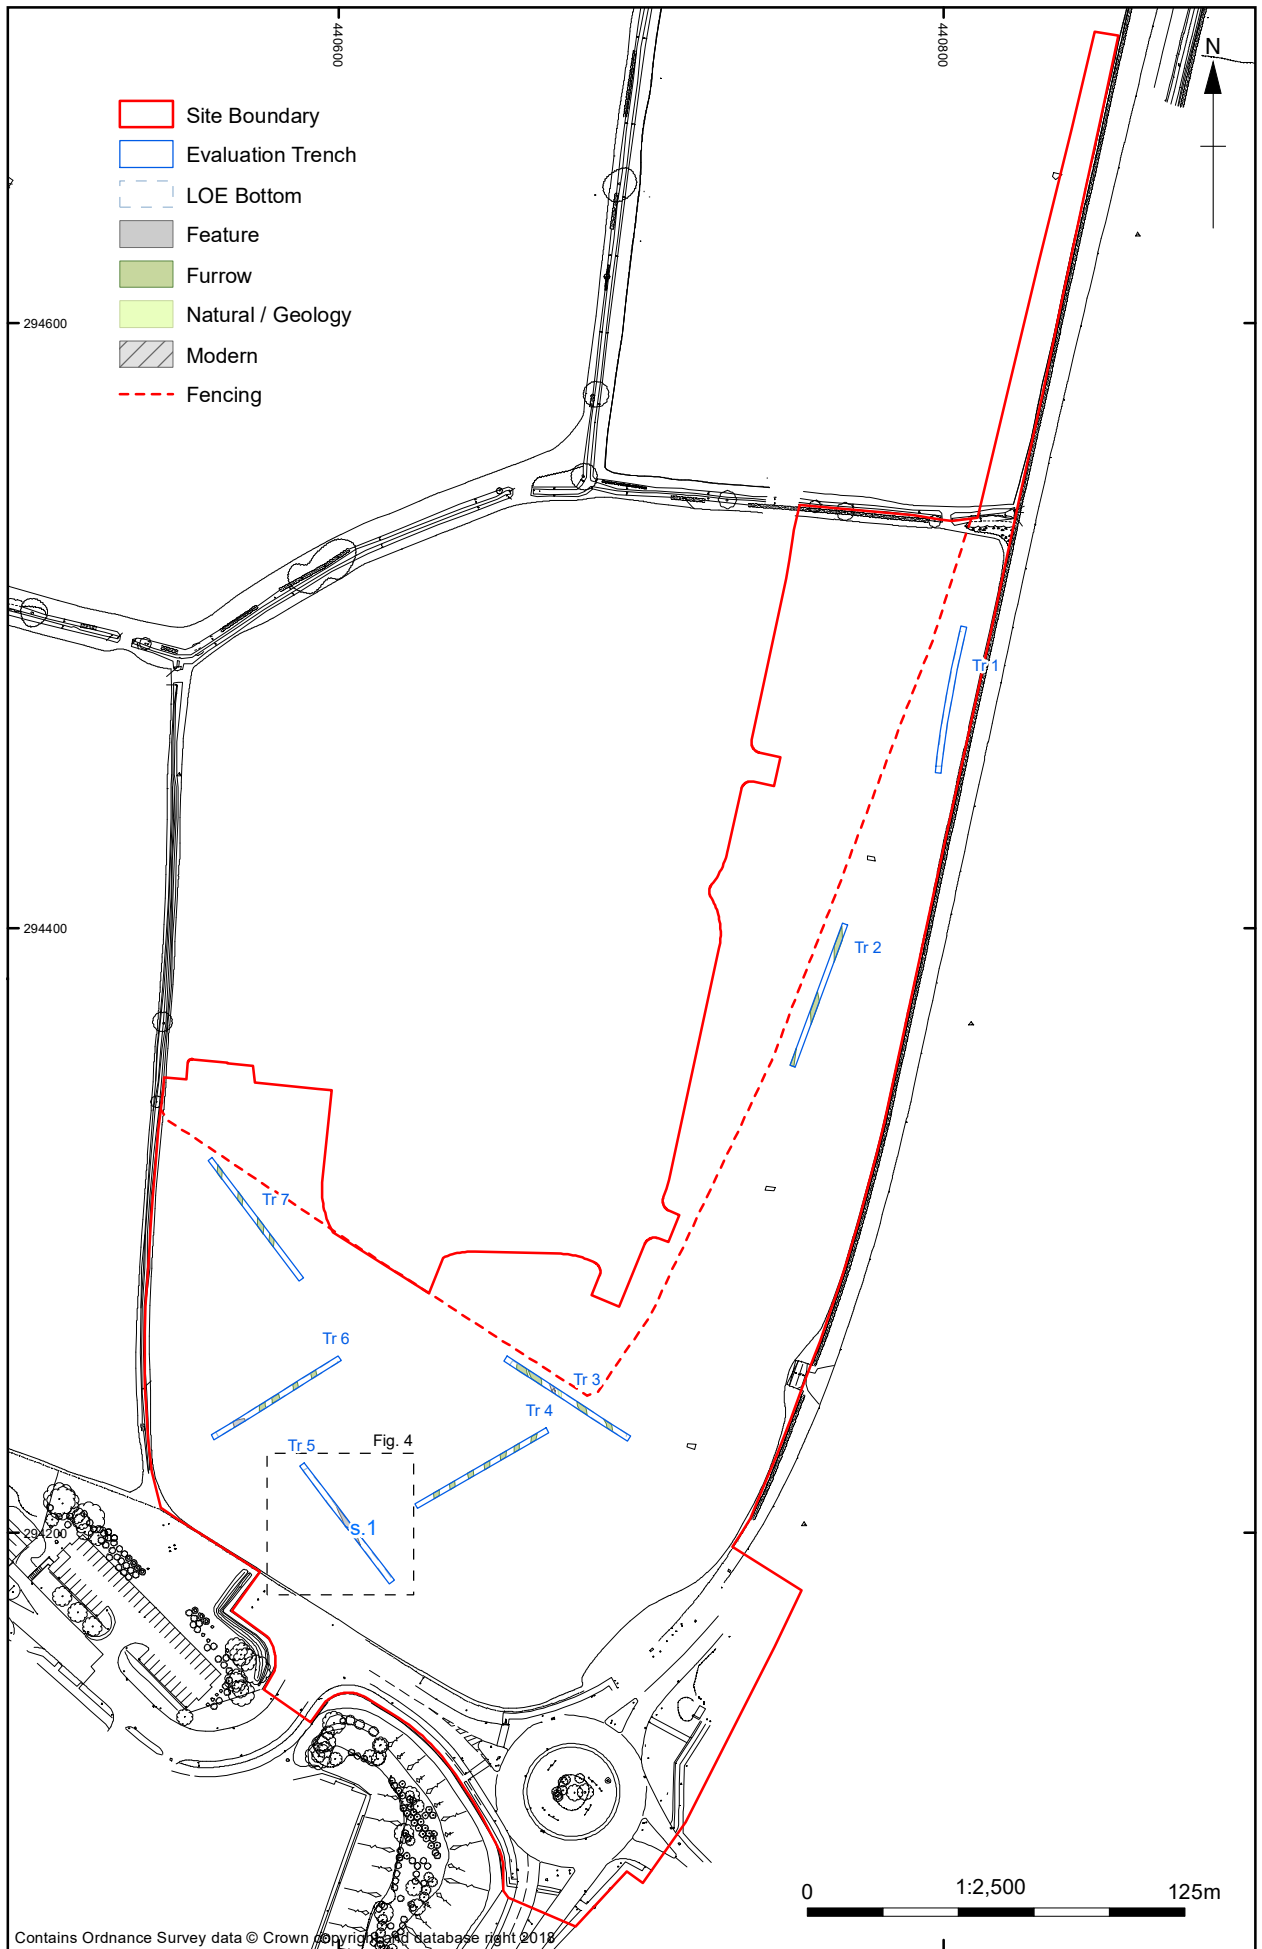 440600
440800
N
Site Boundary
Evaluation Trench
LOE Bottom
Feature
Furrow
Natural / Geology
Modern
Fencing
294600
Tr 1
294400
Tr 2
Tr 7
Tr 6
Tr 3
Tr 4
Fig. 4
Tr 5
s.1
294200
0
1:2,500
125m
Contains Ordnance Survey data © Crown copyright and database right 2018